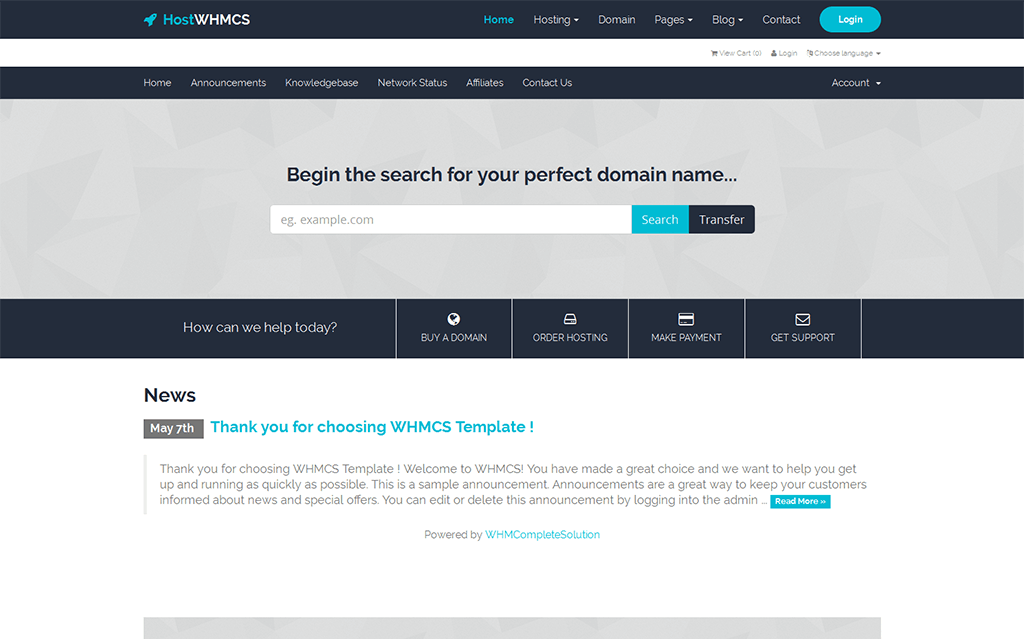 HostWHMCS
Home Hosting Domain Pages Blog Contact Login
View Cart (0) Login Choose language
Home Announcements Knowledgebase Network Status Affiliates Contact Us Account
Begin the search for your perfect domain name...
eg. example.com Search Transfer
How can we help today?
BUY A DOMAIN ORDER HOSTING MAKE PAYMENT GET SUPPORT
News
May 7th Thank you for choosing WHMCS Template !
Thank you for choosing WHMCS Template ! Welcome to WHMCS! You have made a great choice and we want to help you get
up and running as quickly as possible. This is a sample announcement. Announcements are a great way to keep your customers
informed about news and special offers. You can edit or delete this announcement by logging into the admin ... Read More »
Powered by WHMCompleteSolution